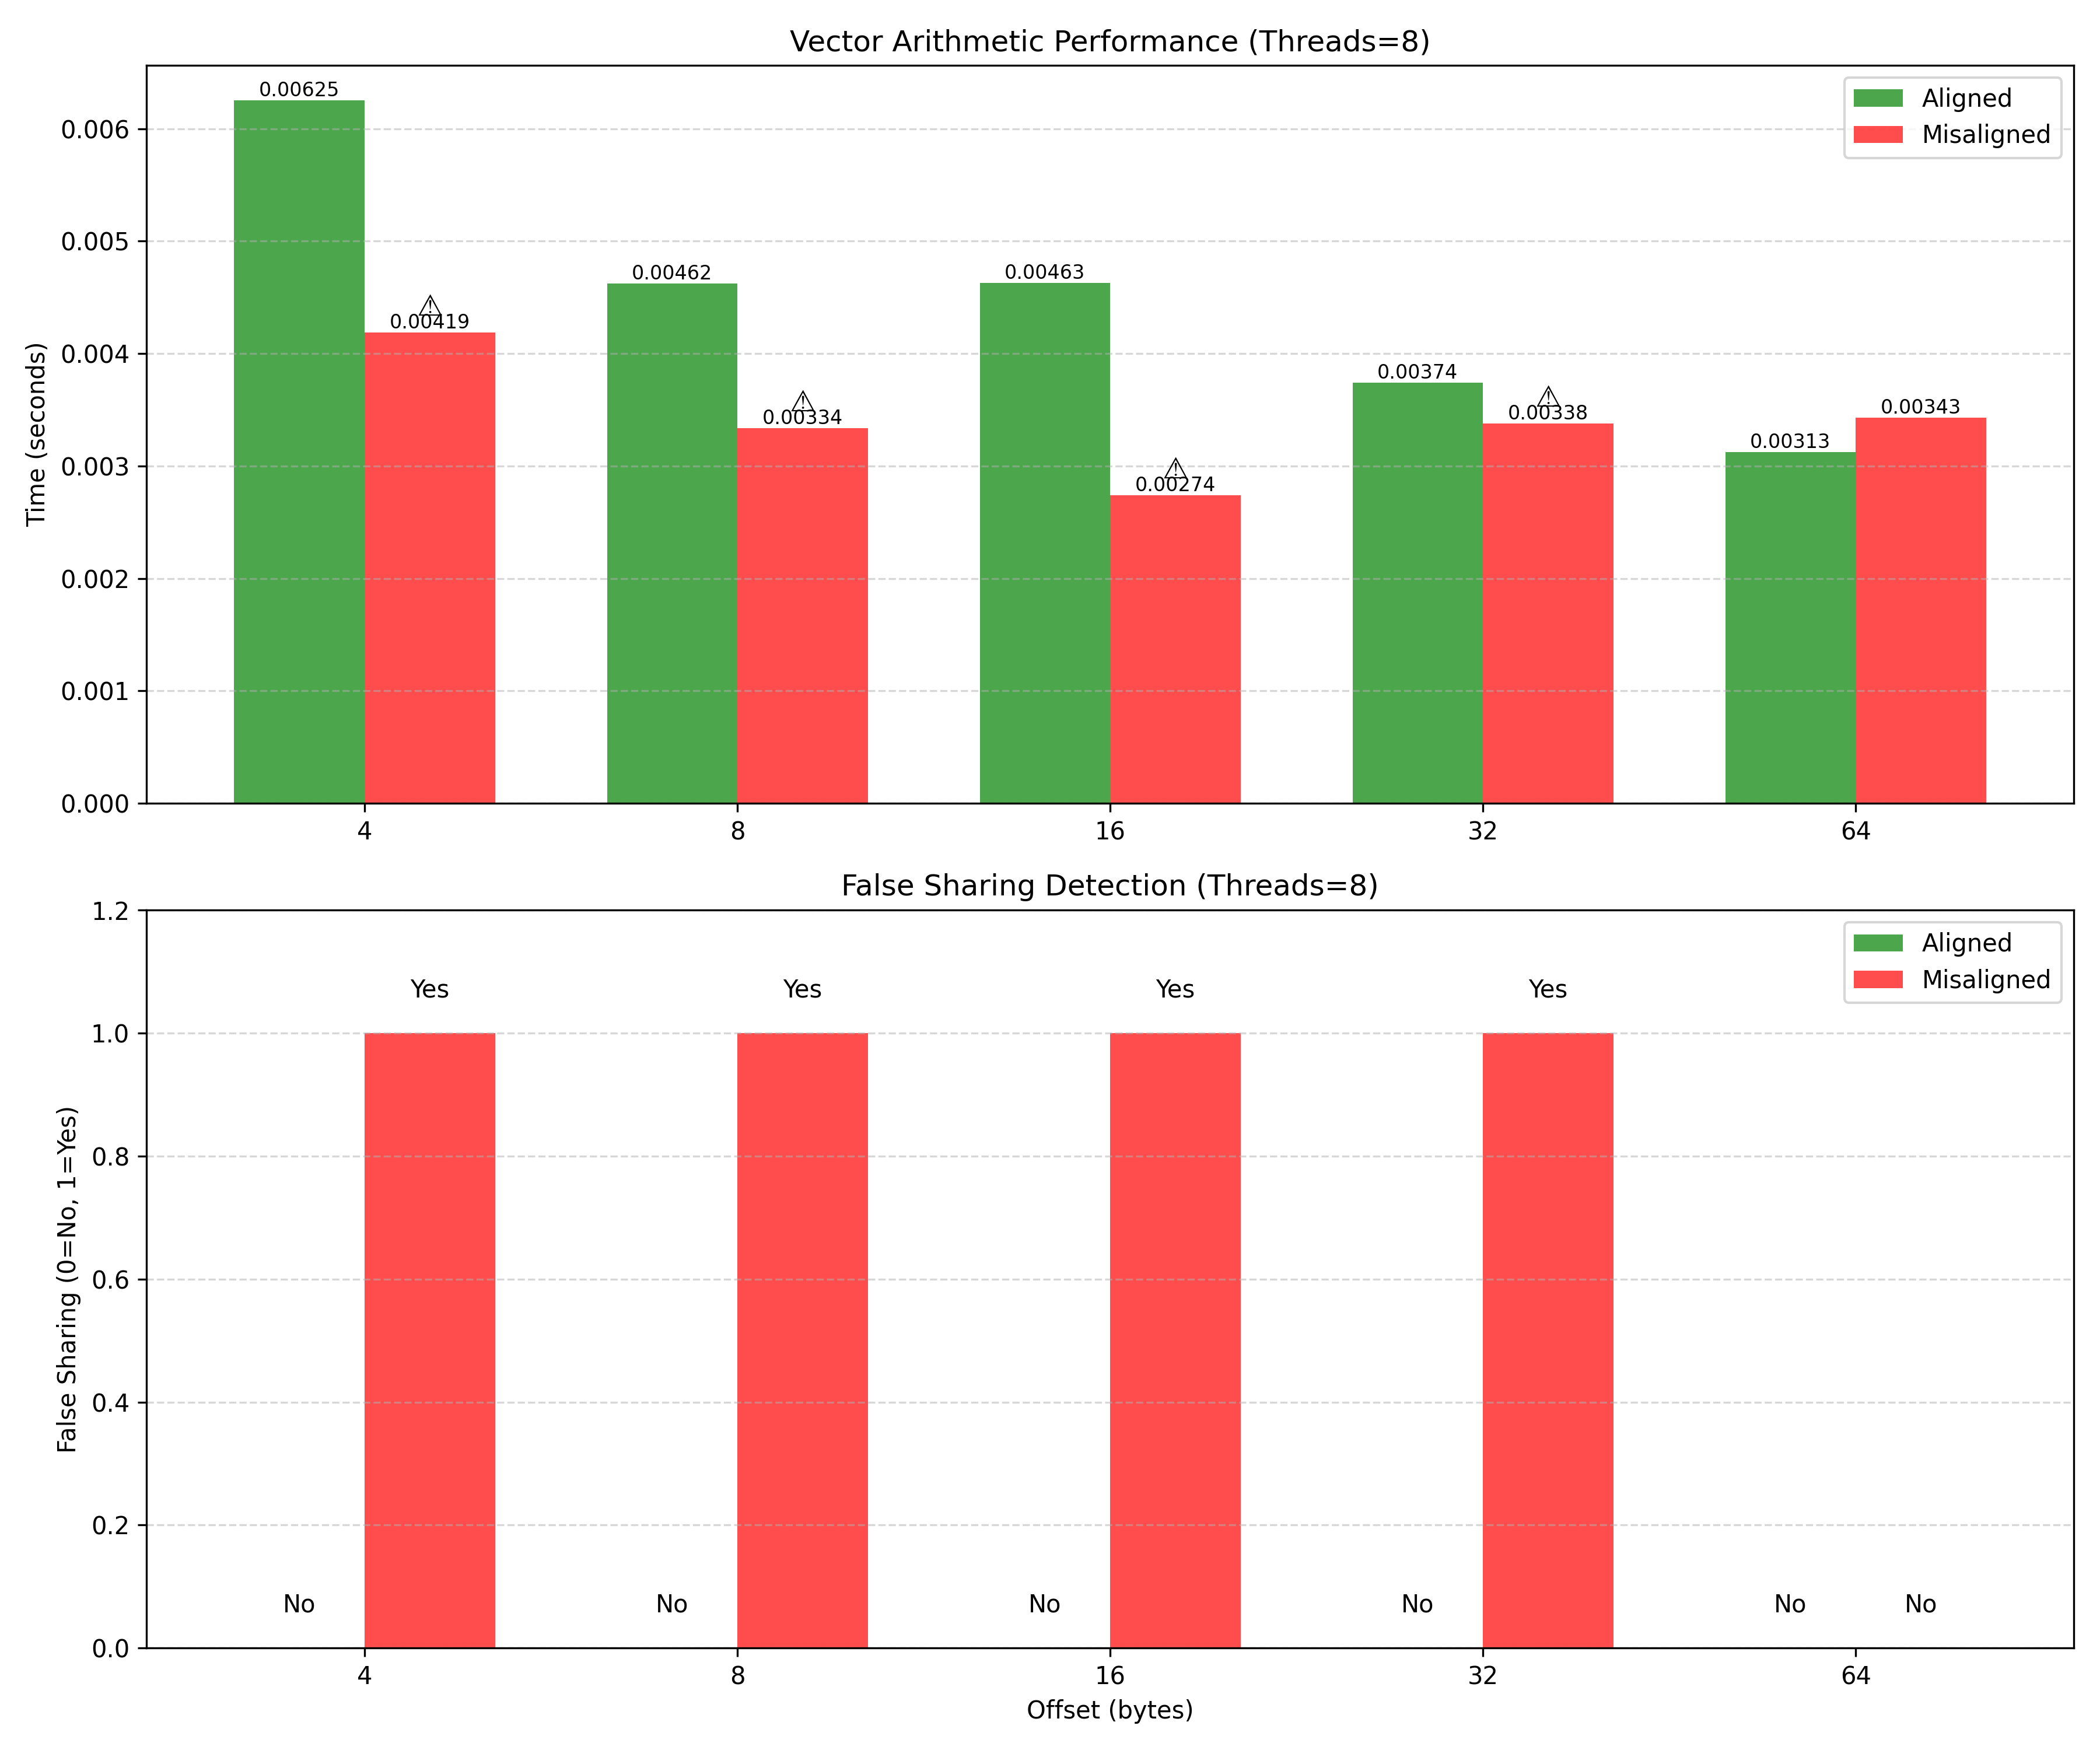 Vector Arithmetic Performance (Threads=8)
Aligned
Misaligned
Time (seconds)
0.006
0.005
0.004
0.003
0.002
0.001
0.000
0.00625
⚠
0.00419
0.00462
⚠
0.00334
0.00463
⚠
0.00274
0.00374
⚠
0.00338
0.00313
0.00343
4 8 16 32 64
False Sharing Detection (Threads=8)
Aligned
Misaligned
False Sharing (0=No, 1=Yes)
1.2
1.0
0.8
0.6
0.4
0.2
0.0
Yes Yes Yes Yes
No No No No No No
4 8 16 32 64
Offset (bytes)